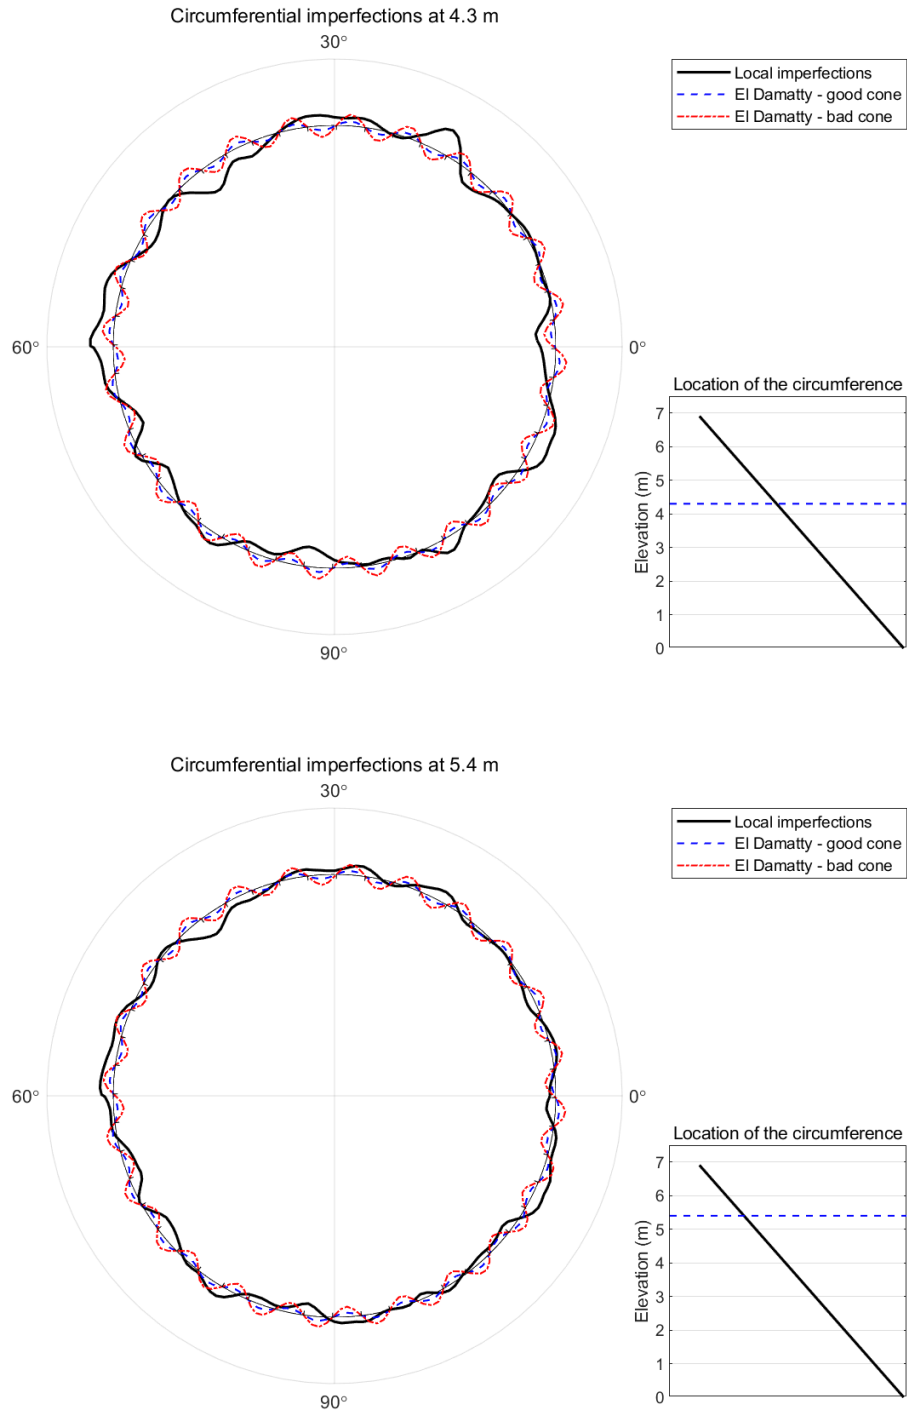 Circumferential imperfections at 4.3 m
30°
60°
0°
90°
Local imperfections
El Damatty - good cone
El Damatty - bad cone
Location of the circumference
Elevation (m)
7
6
5
4
3
2
1
0
Circumferential imperfections at 5.4 m
30°
60°
0°
90°
Local imperfections
El Damatty - good cone
El Damatty - bad cone
Location of the circumference
Elevation (m)
7
6
5
4
3
2
1
0